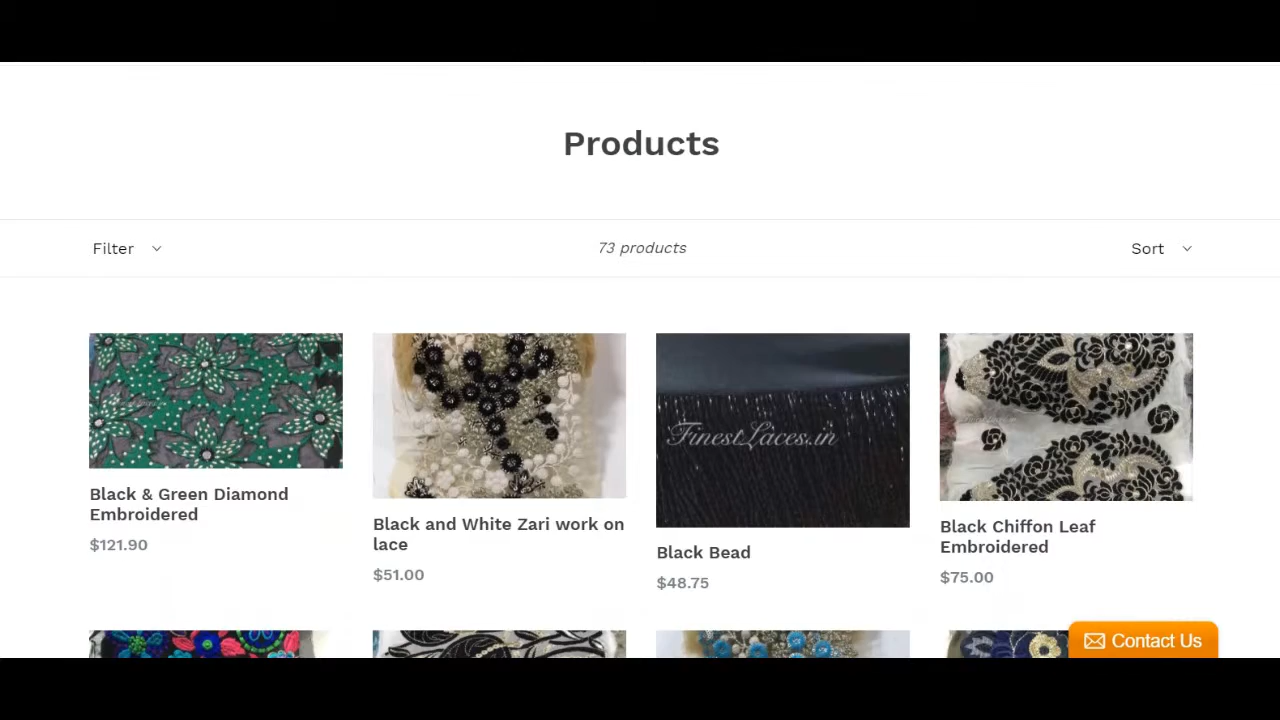 Products
Filter
73 products
Sort
FinestLaces.in
Black & Green Diamond
Embroidered
$121.90
Black and White Zari work on
lace
$51.00
Black Bead
$48.75
Black Chiffon Leaf
Embroidered
$75.00
Contact Us